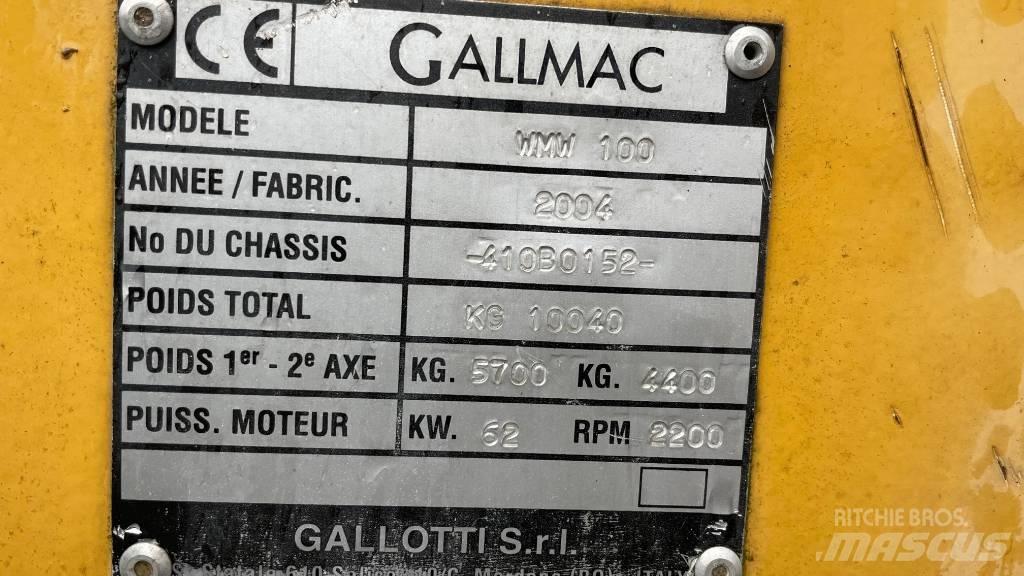 CE GALLMAC
MODELE WMW 100
ANNEE / FABRIC. 2004
No DU CHASSIS -410B0152-
POIDS TOTAL KG 10040
POIDS 1er - 2e AXE KG. 5700 KG. 4400
PUISS. MOTEUR KW. 62 RPM 2200
GALLOTTI S.r.l.
RITCHIE BROS.
MASCUS